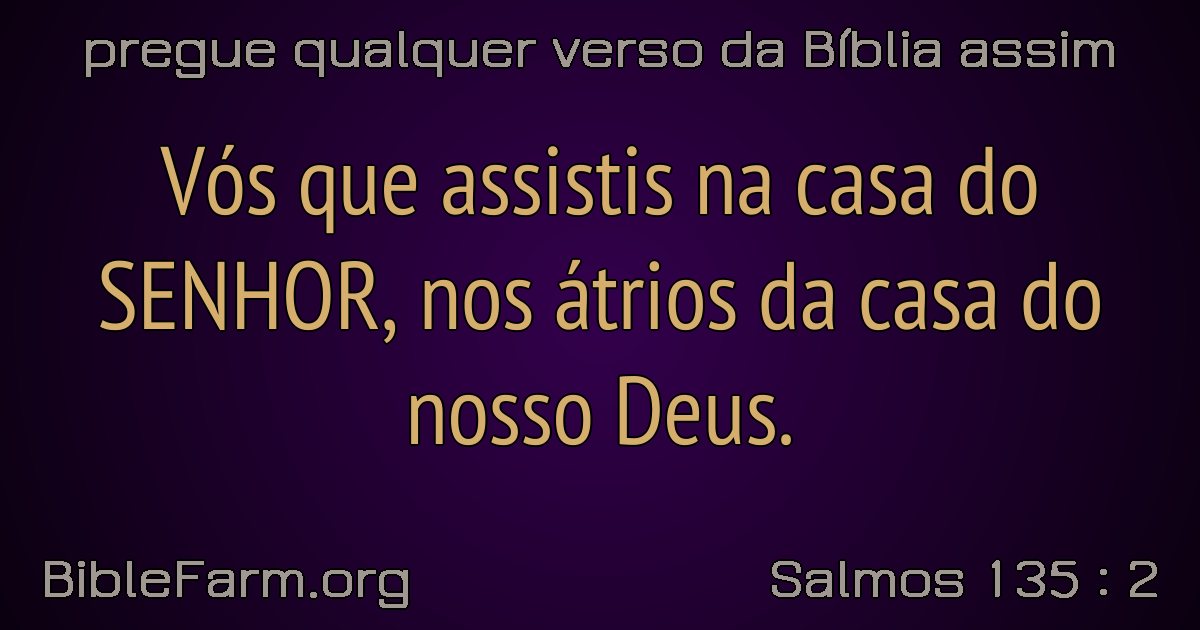 pregue qualquer verso da Bíblia assim
Vós que assistis na casa do
SENHOR, nos átrios da casa do
nosso Deus.
BibleFarm.org
Salmos 135 : 2